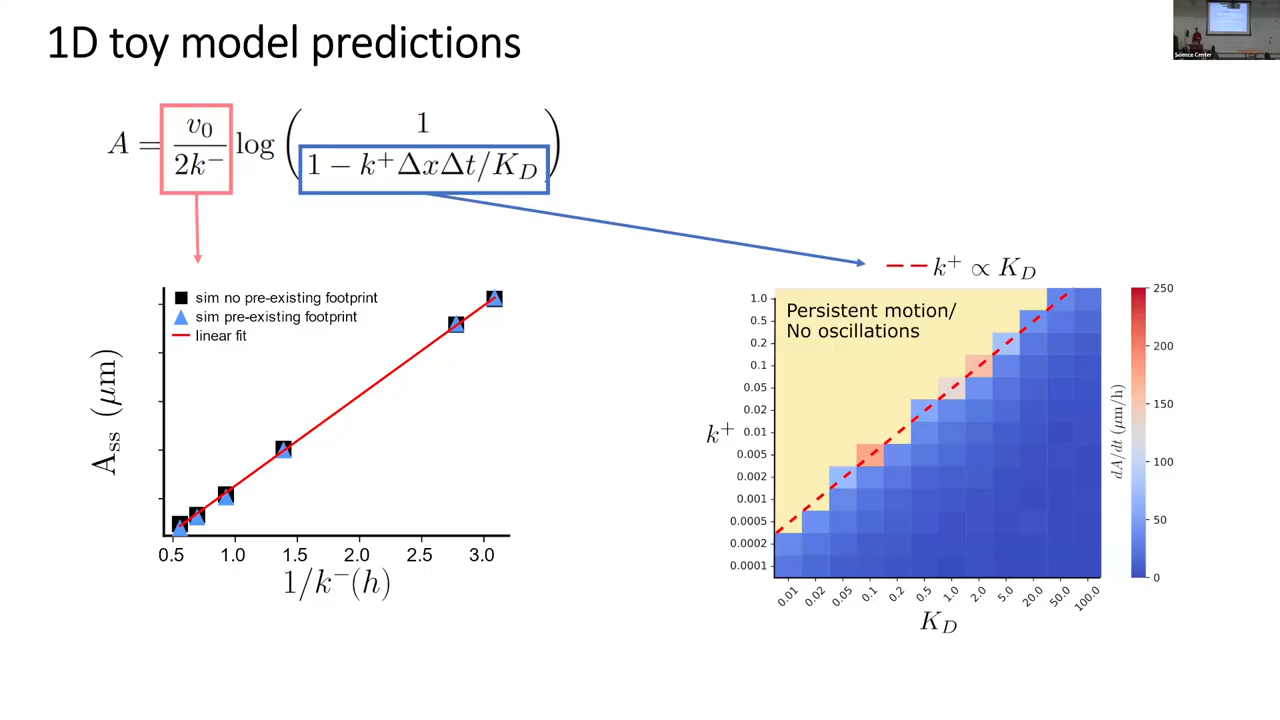 1D toy model predictions
Science Center
A = v₀ / 2k⁻ log ( 1 / 1 − k⁺ΔxΔt/K_D )
sim no pre-existing footprint
sim pre-existing footprint
linear fit
A_ss (μm)
0.5 1.0 1.5 2.0 2.5 3.0
1/k⁻(h)
k⁺ ∝ K_D
Persistent motion/
No oscillations
k⁺
1.0
0.5
0.2
0.1
0.05
0.02
0.01
0.005
0.002
0.001
0.0005
0.0002
0.0001
0.01 0.02 0.05 0.1 0.2 0.5 1.0 2.0 5.0 20.0 50.0 100.0
K_D
250
200
150
100
50
0
dA/dt (μm/h)